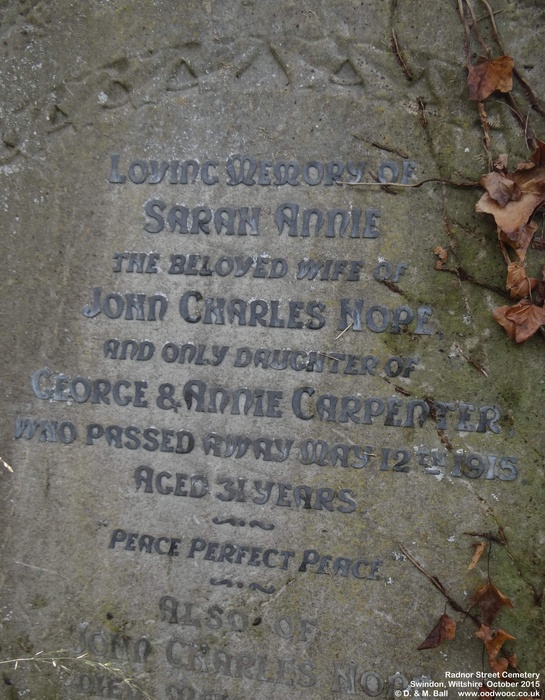 LOVING MEMORY OF
SARAH ANNIE
THE BELOVED WIFE OF
JOHN CHARLES HOPE
AND ONLY DAUGHTER OF
GEORGE & ANNIE CARPENTER,
WHO PASSED AWAY MAY 12TH 1915.
AGED 31 YEARS.
PEACE PERFECT PEACE.
ALSO OF
JOHN CHARLES HOPE
DIED
Radnor Street Cemetery
Swindon, Wiltshire October 2015
© D. & M. Ball www.oodwooc.co.uk